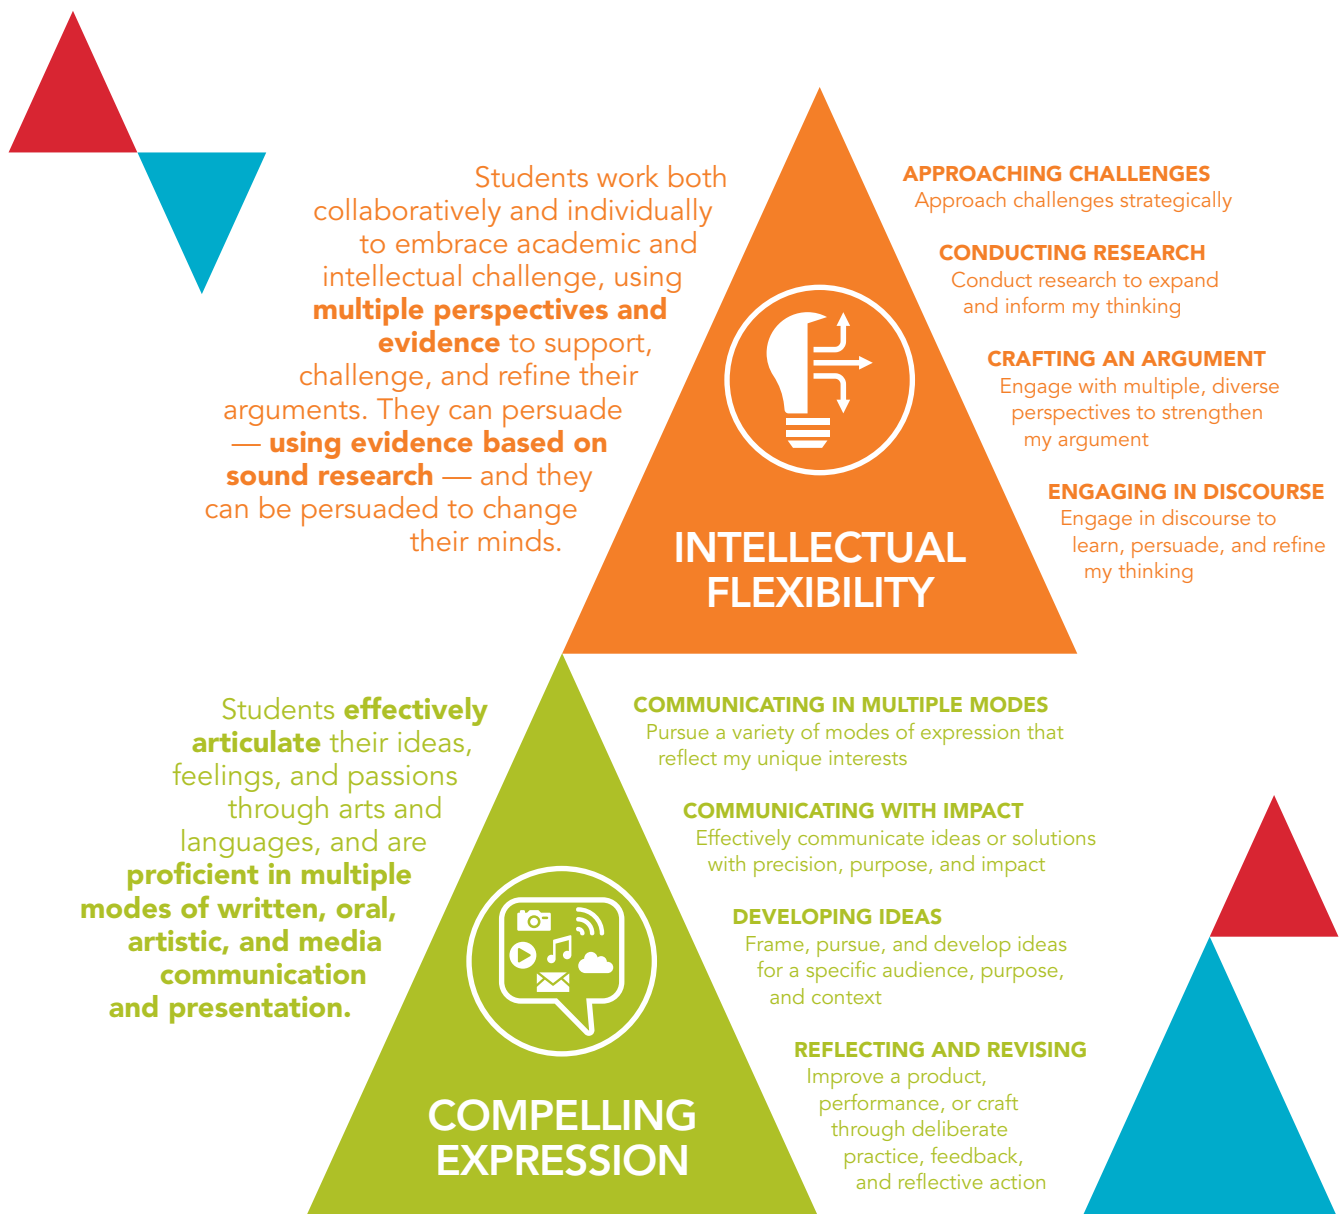 Students work both
collaboratively and individually
to embrace academic and
intellectual challenge, using
multiple perspectives and
evidence to support,
challenge, and refine their
arguments. They can persuade
— using evidence based on
sound research — and they
can be persuaded to change
their minds.
INTELLECTUAL
FLEXIBILITY
APPROACHING CHALLENGES
Approach challenges strategically
CONDUCTING RESEARCH
Conduct research to expand
and inform my thinking
CRAFTING AN ARGUMENT
Engage with multiple, diverse
perspectives to strengthen
my argument
ENGAGING IN DISCOURSE
Engage in discourse to
learn, persuade, and refine
my thinking
Students effectively
articulate their ideas,
feelings, and passions
through arts and
languages, and are
proficient in multiple
modes of written, oral,
artistic, and media
communication
and presentation.
COMPELLING
EXPRESSION
COMMUNICATING IN MULTIPLE MODES
Pursue a variety of modes of expression that
reflect my unique interests
COMMUNICATING WITH IMPACT
Effectively communicate ideas or solutions
with precision, purpose, and impact
DEVELOPING IDEAS
Frame, pursue, and develop ideas
for a specific audience, purpose,
and context
REFLECTING AND REVISING
Improve a product,
performance, or craft
through deliberate
practice, feedback,
and reflective action